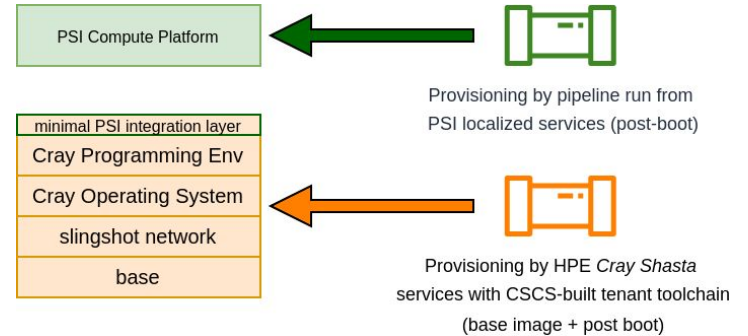 PSI Compute Platform
Provisioning by pipeline run from
PSI localized services (post-boot)
minimal PSI integration layer
Cray Programming Env
Cray Operating System
slingshot network
base
Provisioning by HPE Cray Shasta
services with CSCS-built tenant toolchain
(base image + post boot)